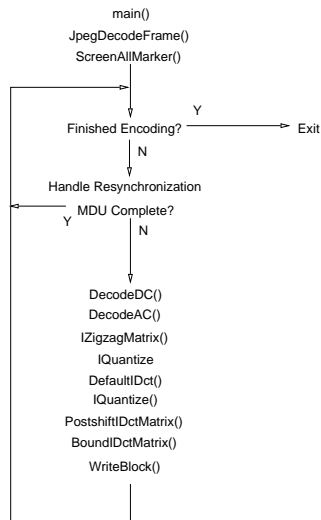 main()
JpegDecodeFrame()
ScreenAllMarker()
Finished Encoding?
Y
Exit
N
Handle Resynchronization
MDU Complete?
Y
N
DecodeDC()
DecodeAC()
IZigzagMatrix()
IQuantize
DefaultIDct()
IQuantize()
PostshiftIDctMatrix()
BoundIDctMatrix()
WriteBlock()